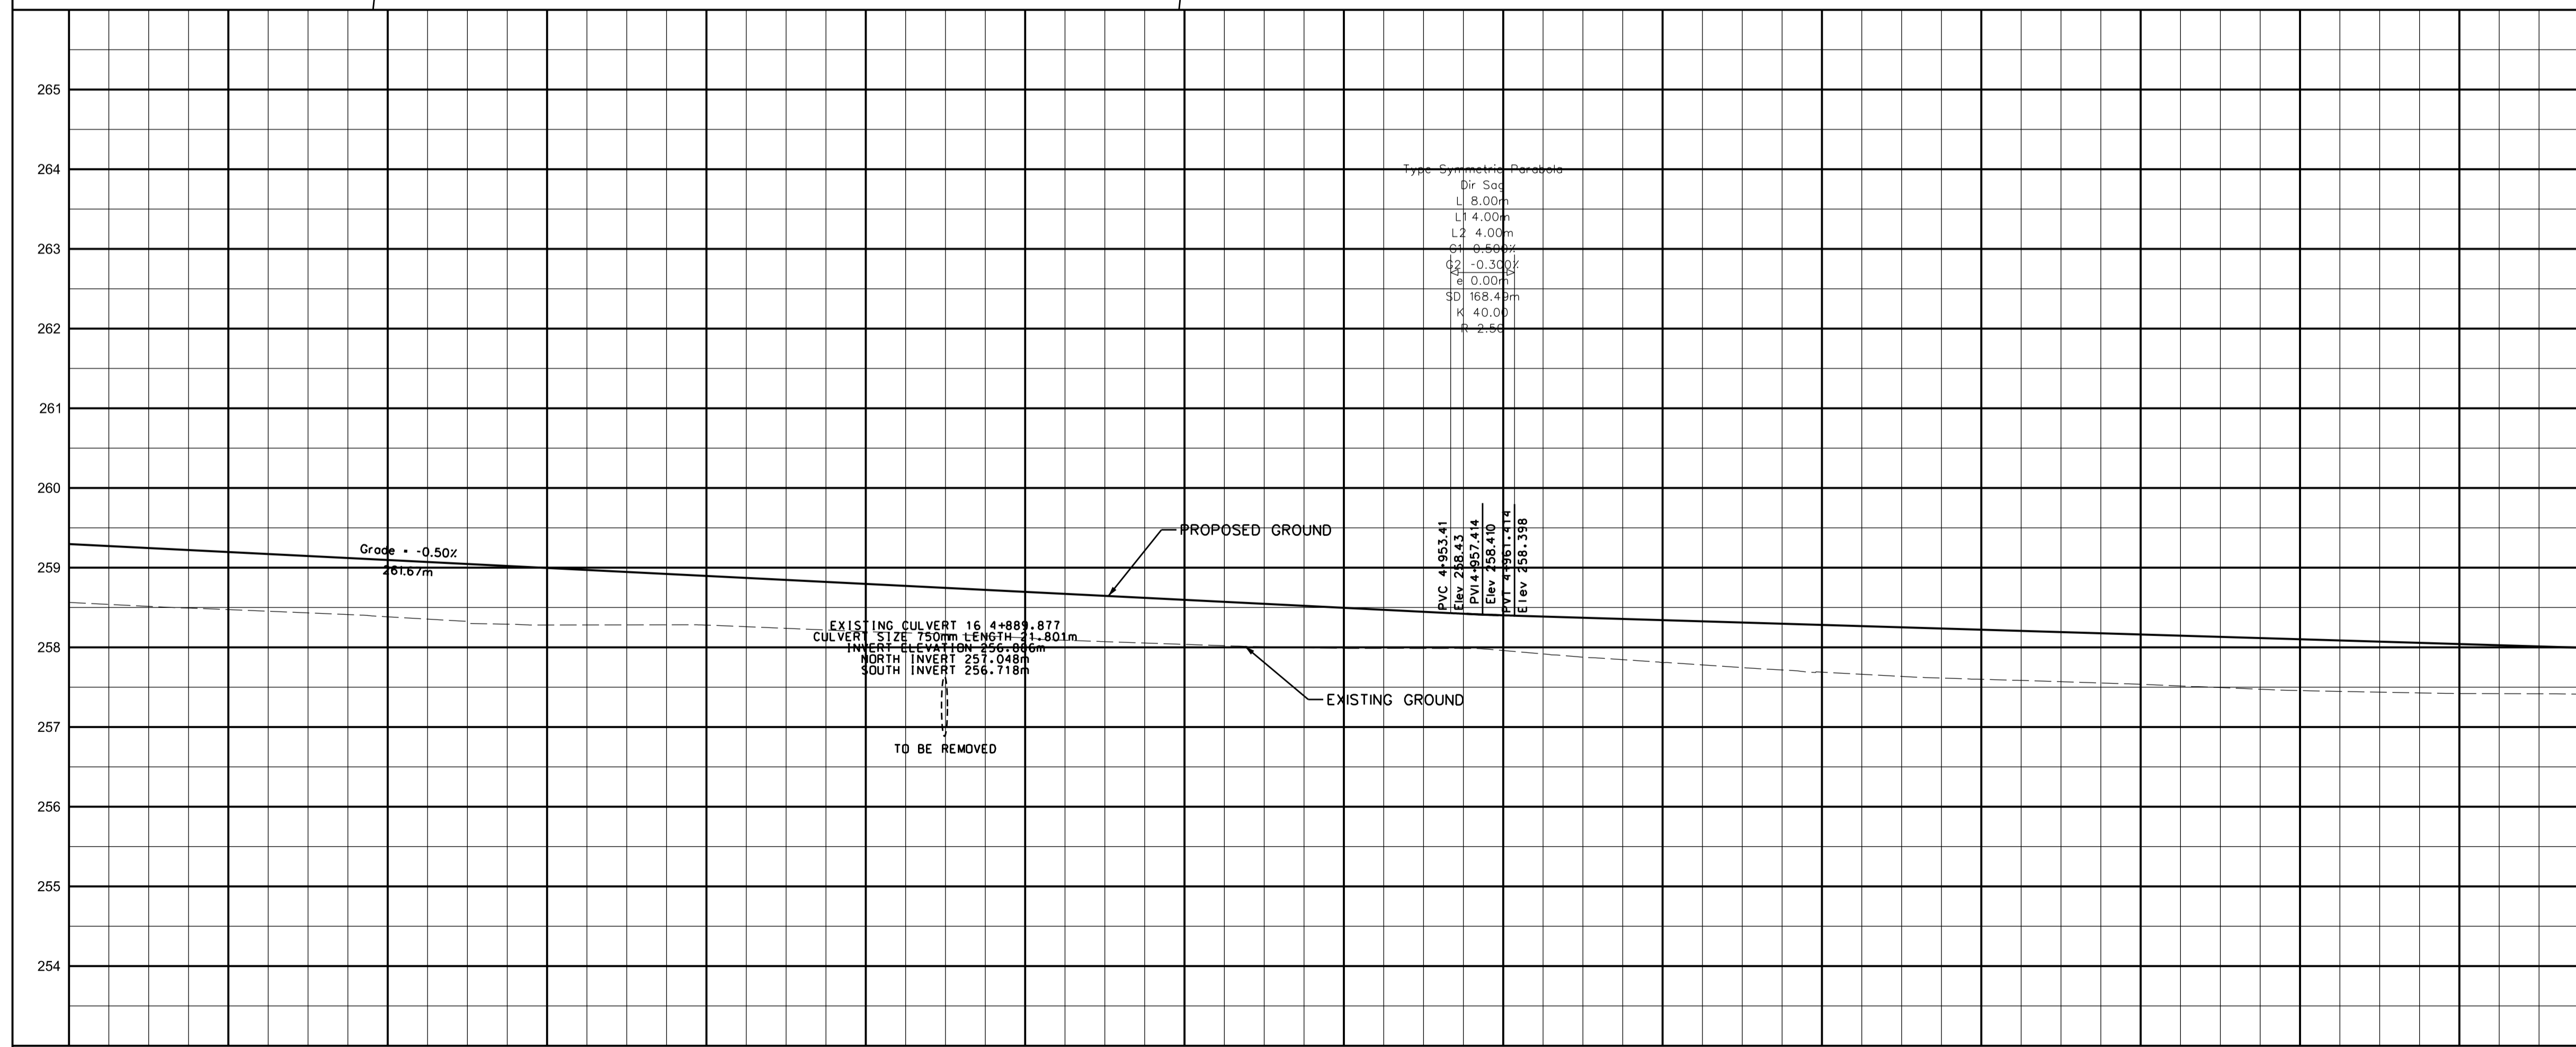 265
264
263
262
261
260
259
258
257
256
255
254
Type Symmetric Parabola
Dir Sag
L 8.00m
L1 4.00m
L2 4.00m
G1 -0.500%
G2 -0.300%
e 0.00m
SD 168.49m
K 40.00
R 2.50
PROPOSED GROUND
PVC 4+953.41
Elev 258.43
PVI 4+957.414
Elev 258.410
PVT 4+961.414
Elev 258.398
Grade = -0.50%
261.67m
EXISTING CULVERT 16 4+889.877
CULVERT SIZE 750mm LENGTH 21.801m
INVERT ELEVATION 256.886m
NORTH INVERT 257.048m
SOUTH INVERT 256.718m
EXISTING GROUND
TO BE REMOVED